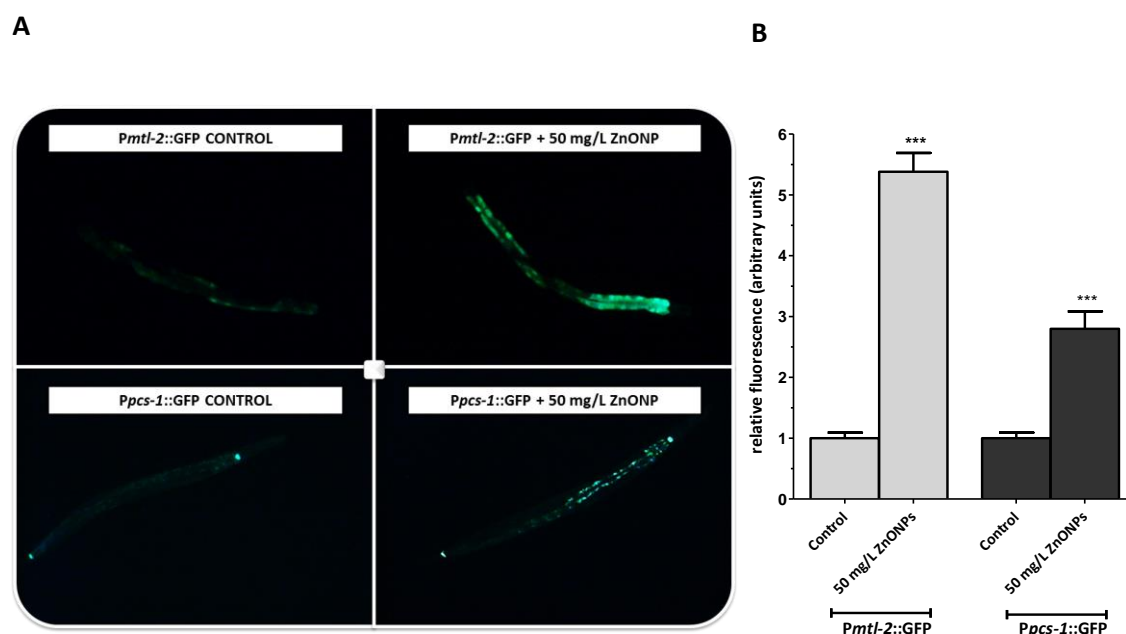 A
B
Pmtl-2::GFP CONTROL
Pmtl-2::GFP + 50 mg/L ZnONP
Ppcs-1::GFP CONTROL
Ppcs-1::GFP + 50 mg/L ZnONP
relative fluorescence (arbitrary units)
6
5
4
3
2
1
0
***
***
Control
50 mg/L ZnONPs
Control
50 mg/L ZnONPs
Pmtl-2::GFP
Ppcs-1::GFP